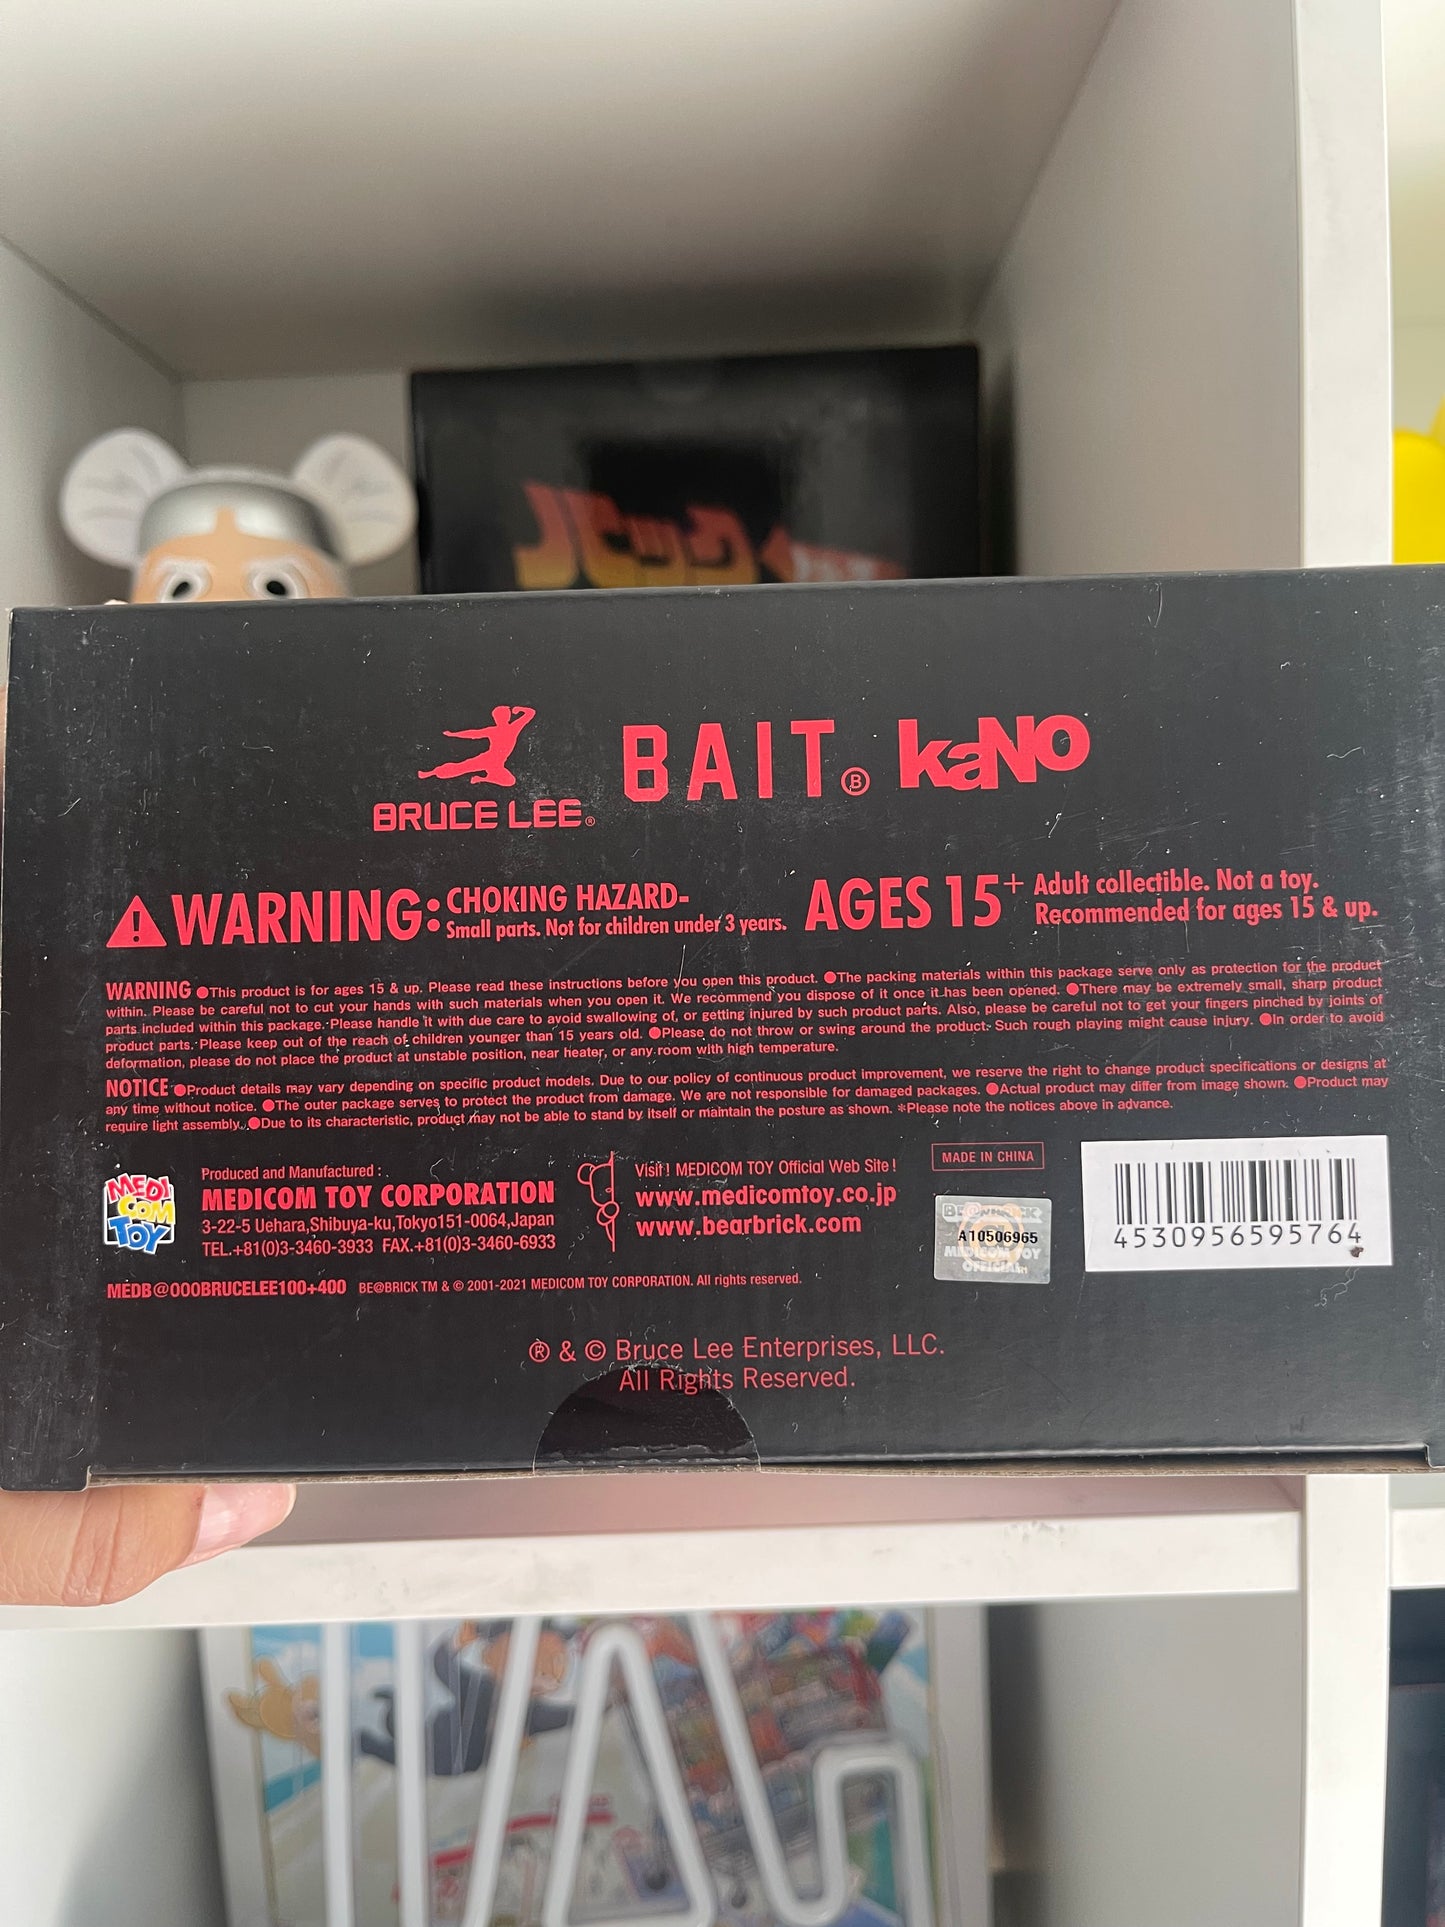 BRUCE LEE® BAIT® kaNO
WARNING: CHOKING HAZARD-
Small parts. Not for children under 3 years.
AGES 15+ Adult collectible. Not a toy.
Recommended for ages 15 & up.
WARNING ●This product is for ages 15 & up. Please read these instructions before you open this product. ●The packing materials within this package serve only as protection for the product
within. Please be careful not to cut your hands with such materials when you open it. We recommend you dispose of it once it has been opened. ●There may be extremely small, sharp product
parts included within this package. Please handle it with due care to avoid swallowing of, or getting injured by such product parts. Also, please be careful not to get your fingers pinched by joints of
product parts. Please keep out of the reach of children younger than 15 years old. ●Please do not throw or swing around the product. Such rough playing might cause injury. ●In order to avoid
deformation, please do not place the product at unstable position, near heater, or any room with high temperature.
NOTICE ●Product details may vary depending on specific product models. Due to our policy of continuous product improvement, we reserve the right to change product specifications or designs at
any time without notice. ●The outer package serves to protect the product from damage. We are not responsible for damaged packages. ●Actual product may differ from image shown. ●Product may
require light assembly. ●Due to its characteristic, product may not be able to stand by itself or maintain the posture as shown. *Please note the notices above in advance.
MEDI
COM
TOY
Produced and Manufactured :
MEDICOM TOY CORPORATION
3-22-5 Uehara,Shibuya-ku,Tokyo151-0064,Japan
TEL.+81(0)3-3460-3933 FAX.+81(0)3-3460-6933
Visit! MEDICOM TOY Official Web Site!
www.medicomtoy.co.jp
www.bearbrick.com
MADE IN CHINA
BE@RBRICK
A10506965
MEDICOM TOY
OFFICIAL
4530956595764
MEDB@000BRUCELEE100+400 BE@BRICK TM & © 2001-2021 MEDICOM TOY CORPORATION. All rights reserved.
® & © Bruce Lee Enterprises, LLC.
All Rights Reserved.